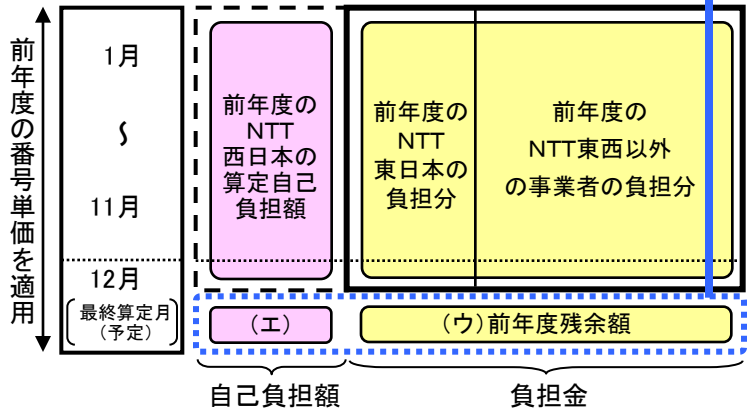 前年度の番号単価を適用
1月
〜
11月
12月
最終算定月
（予定）
前年度の
NTT
西日本の
算定自己
負担額
前年度の
NTT
東日本の
負担分
前年度の
NTT東西以外
の事業者の負担分
（エ）
（ウ）前年度残余額
自己負担額
負担金